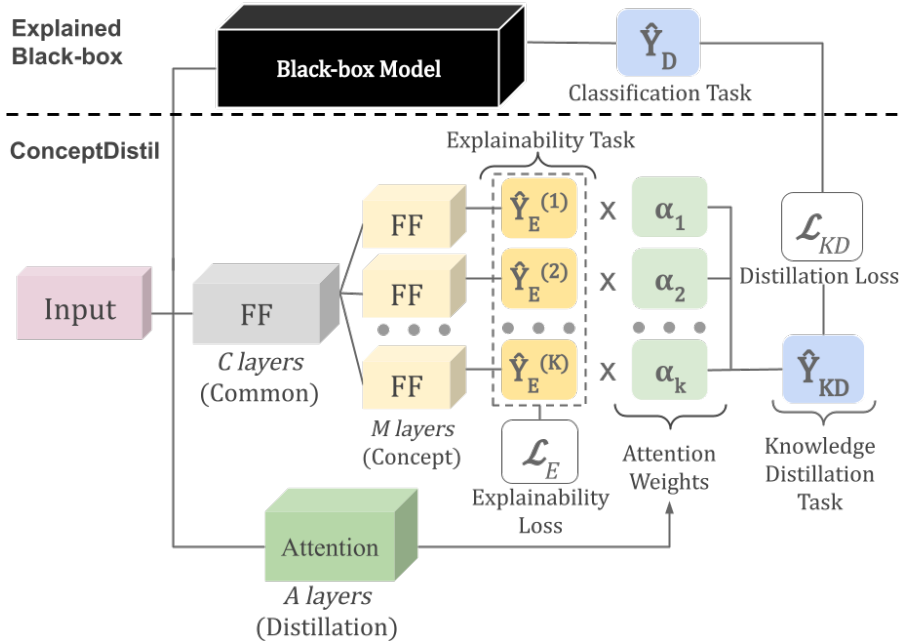 Explained
Black-box
Black-box Model
Ŷ_D
Classification Task
ConceptDistil
Explainability Task
FF
Ŷ_E^(1)
x
α_1
ℒ_KD
FF
Ŷ_E^(2)
x
α_2
Distillation Loss
Input
FF
C layers
(Common)
FF
Ŷ_E^(K)
x
α_k
Ŷ_KD
M layers
(Concept)
ℒ_E
Explainability
Loss
Attention
Weights
Knowledge
Distillation
Task
Attention
A layers
(Distillation)